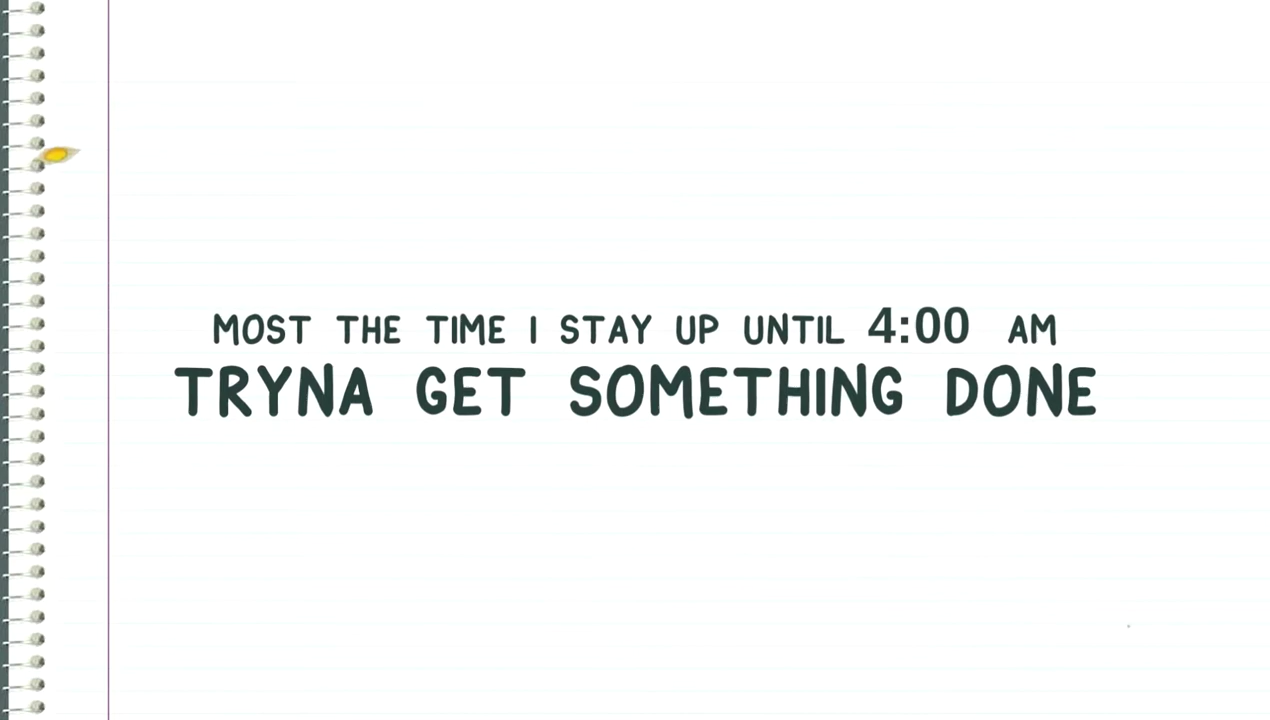 MOST THE TIME I STAY UP UNTIL 4:00 AM
TRYNA GET SOMETHING DONE